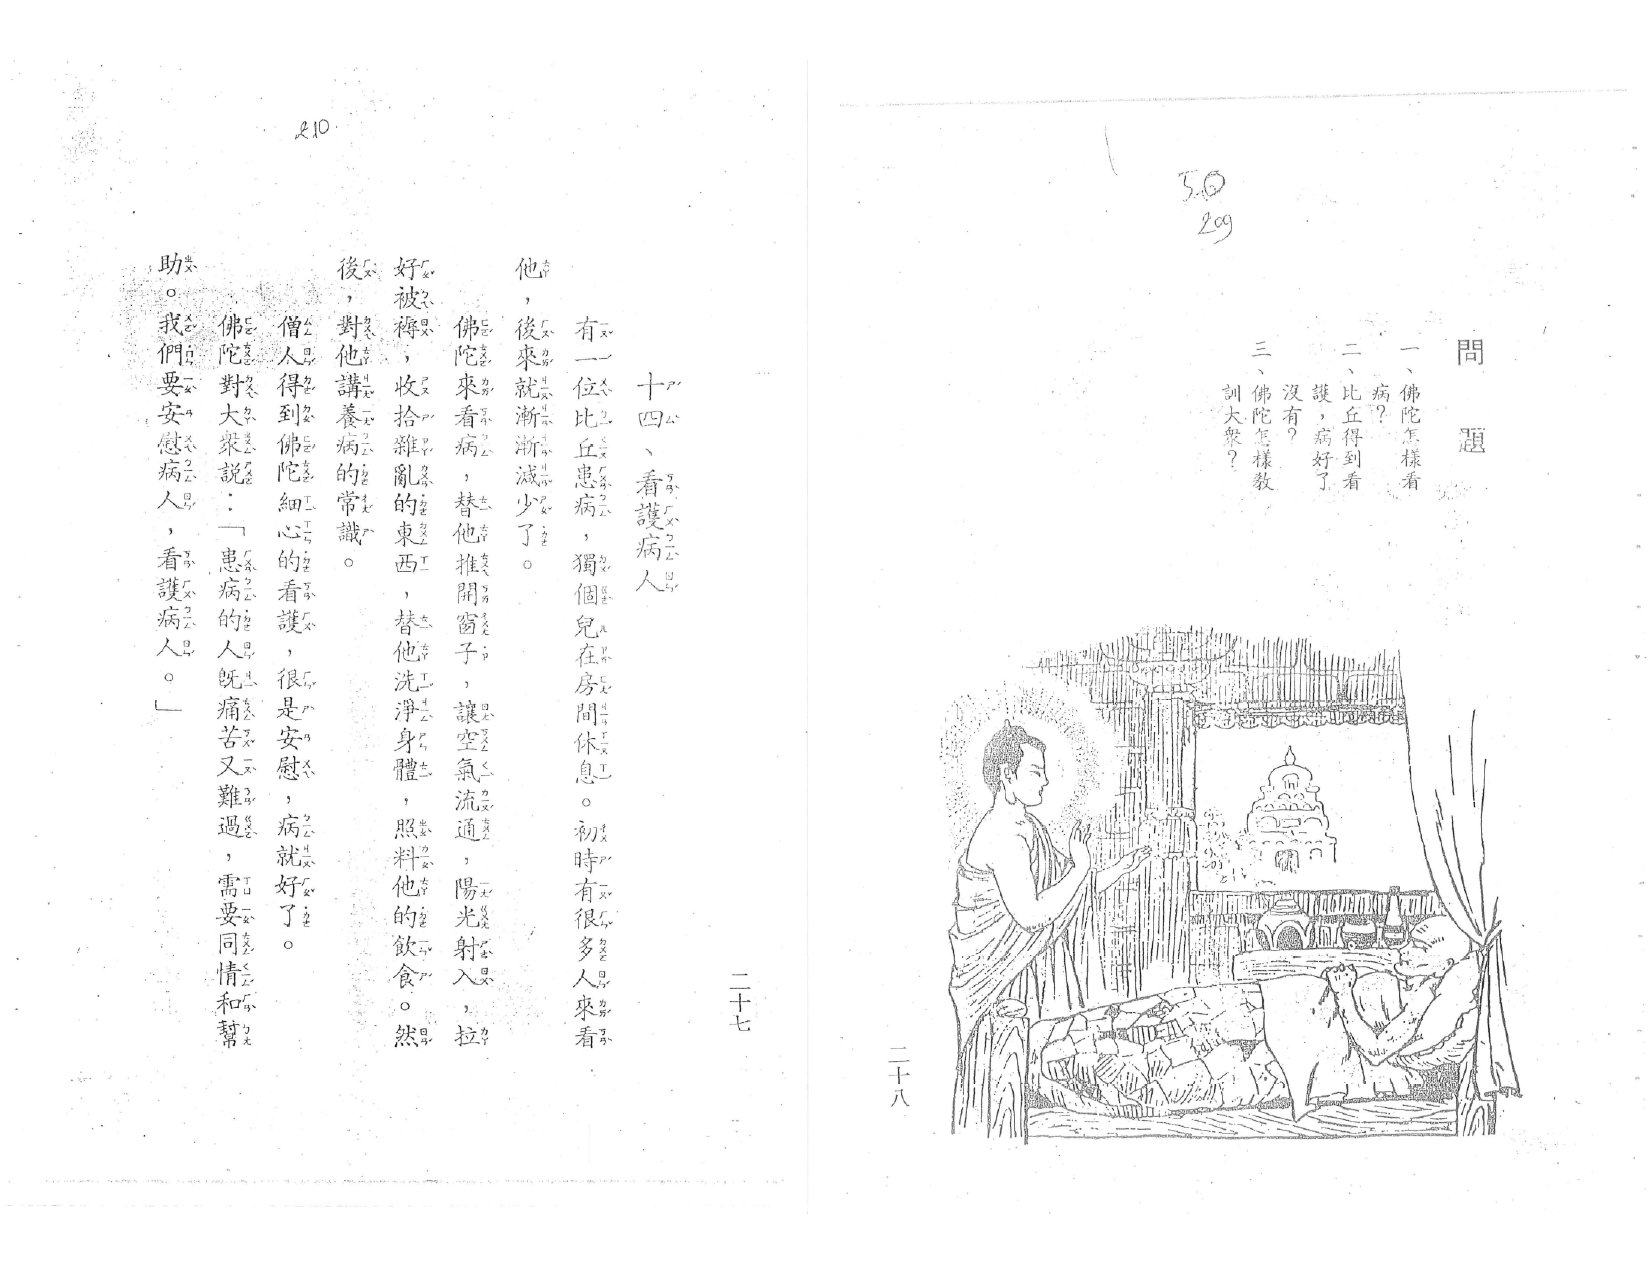 210
十四、看護病人
有一位比丘患病，獨個兒在房間休息。初時有很多人來看
他，後來就漸漸減少了。
佛陀來看病，替他推開窗子，讓空氣流通，陽光射入，拉
好被褥，收拾雜亂的東西，替他洗淨身體，照料他的飲食。然
後，對他講養病的常識。
僧人得到佛陀細心的看護，很是安慰，病就好了。
佛陀對大衆説：「患病的人既痛苦又難過，需要同情和幫
助。我們要安慰病人，看護病人。」
二十七
50
209
問題
一、佛陀怎樣看
病？
二、比丘得到看
護，病好了
沒有？
三、佛陀怎樣教
訓大衆？
二十八